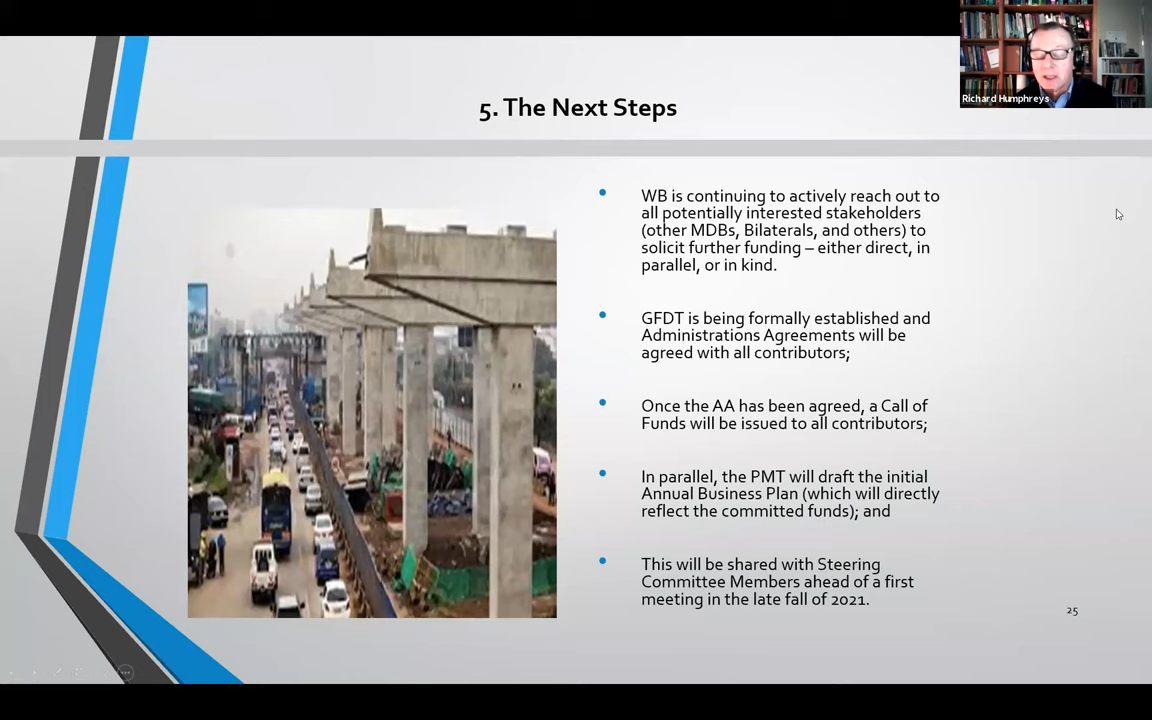 Richard Humphreys
5. The Next Steps
WB is continuing to actively reach out to
all potentially interested stakeholders
(other MDBs, Bilaterals, and others) to
solicit further funding – either direct, in
parallel, or in kind.
GFDT is being formally established and
Administrations Agreements will be
agreed with all contributors;
Once the AA has been agreed, a Call of
Funds will be issued to all contributors;
In parallel, the PMT will draft the initial
Annual Business Plan (which will directly
reflect the committed funds); and
This will be shared with Steering
Committee Members ahead of a first
meeting in the late fall of 2021.
25